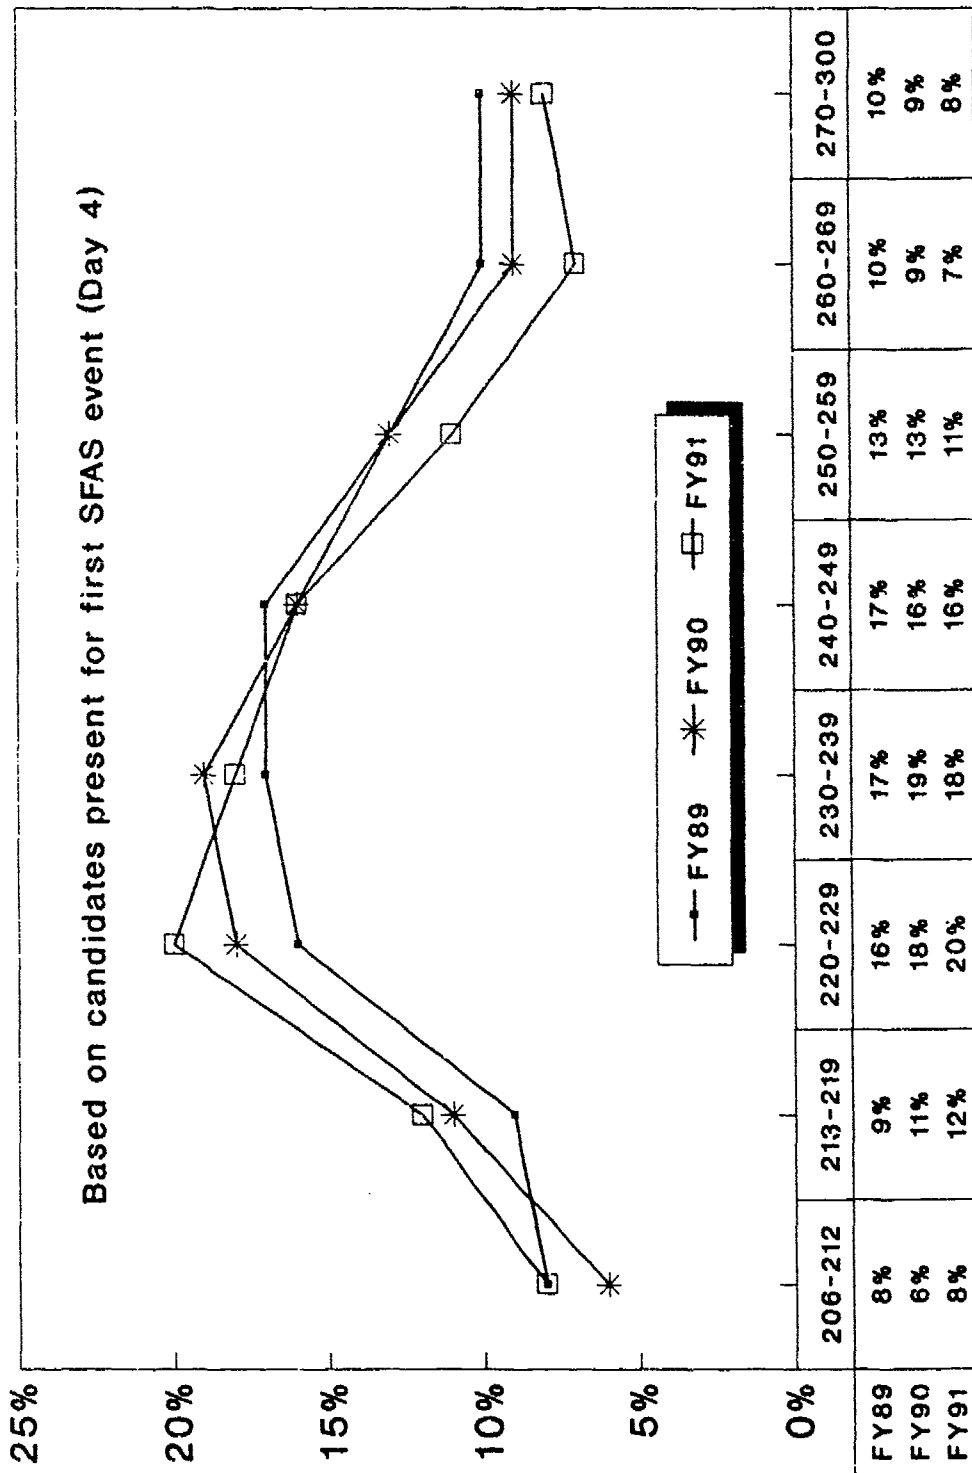 Based on candidates present for first SFAS event (Day 4)
25%
20%
15%
10%
5%
0%
FY89 FY90 FY91
206-212 213-219 220-229 230-239 240-249 250-259 260-269 270-300
FY89 8% 9% 16% 17% 17% 13% 10% 10%
FY90 6% 11% 18% 19% 16% 13% 9% 9%
FY91 8% 12% 20% 18% 16% 11% 7% 8%